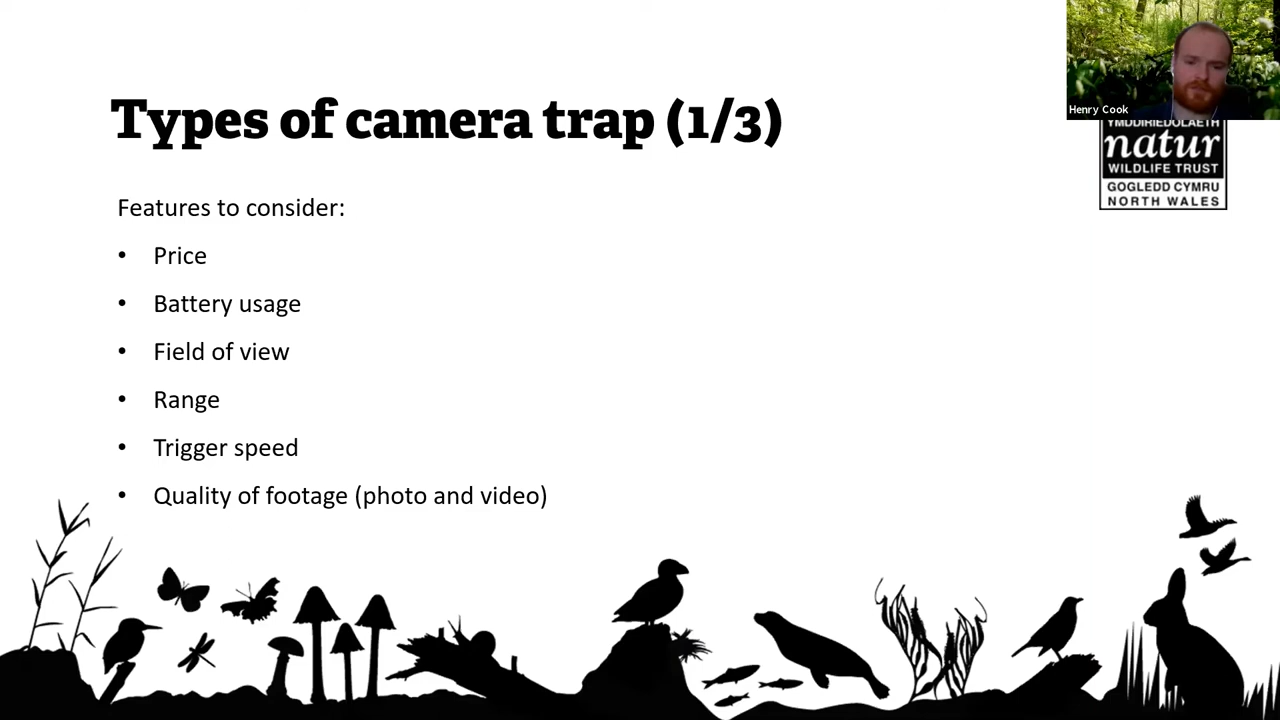 Types of camera trap (1/3)
Features to consider:
• Price
• Battery usage
• Field of view
• Range
• Trigger speed
• Quality of footage (photo and video)
Henry Cook
YMDDIRIEDOLAETH
natur
WILDLIFE TRUST
GOGLEDD CYMRU
NORTH WALES